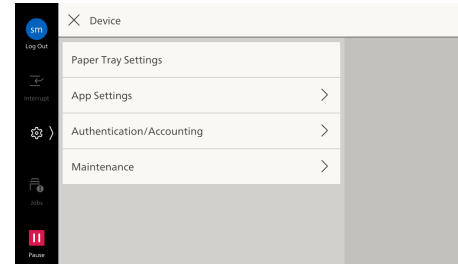 sm
Log Out
Interrupt
Jobs
Pause
Device
Paper Tray Settings
App Settings
Authentication/Accounting
Maintenance